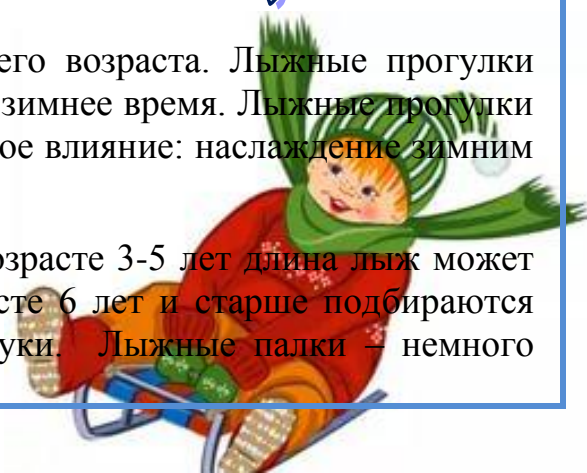 его возраста. Лыжные прогулки
зимнее время. Лыжные прогулки
ое влияние: наслаждение зимним
озрасте 3-5 лет длина лыж может
сте 6 лет и старше подбираются
уки. Лыжные палки – немного